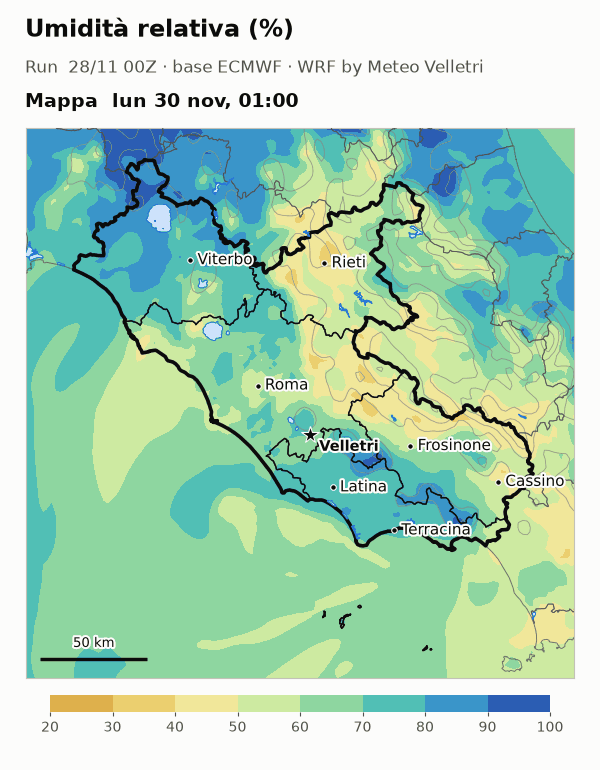 Umidità relativa (%)
Run  28/11 00Z · base ECMWF · WRF by Meteo Velletri
Mappa  lun 30 nov, 01:00
Viterbo
Rieti
Roma
Velletri
Frosinone
Cassino
Latina
Terracina
50 km
20 30 40 50 60 70 80 90 100